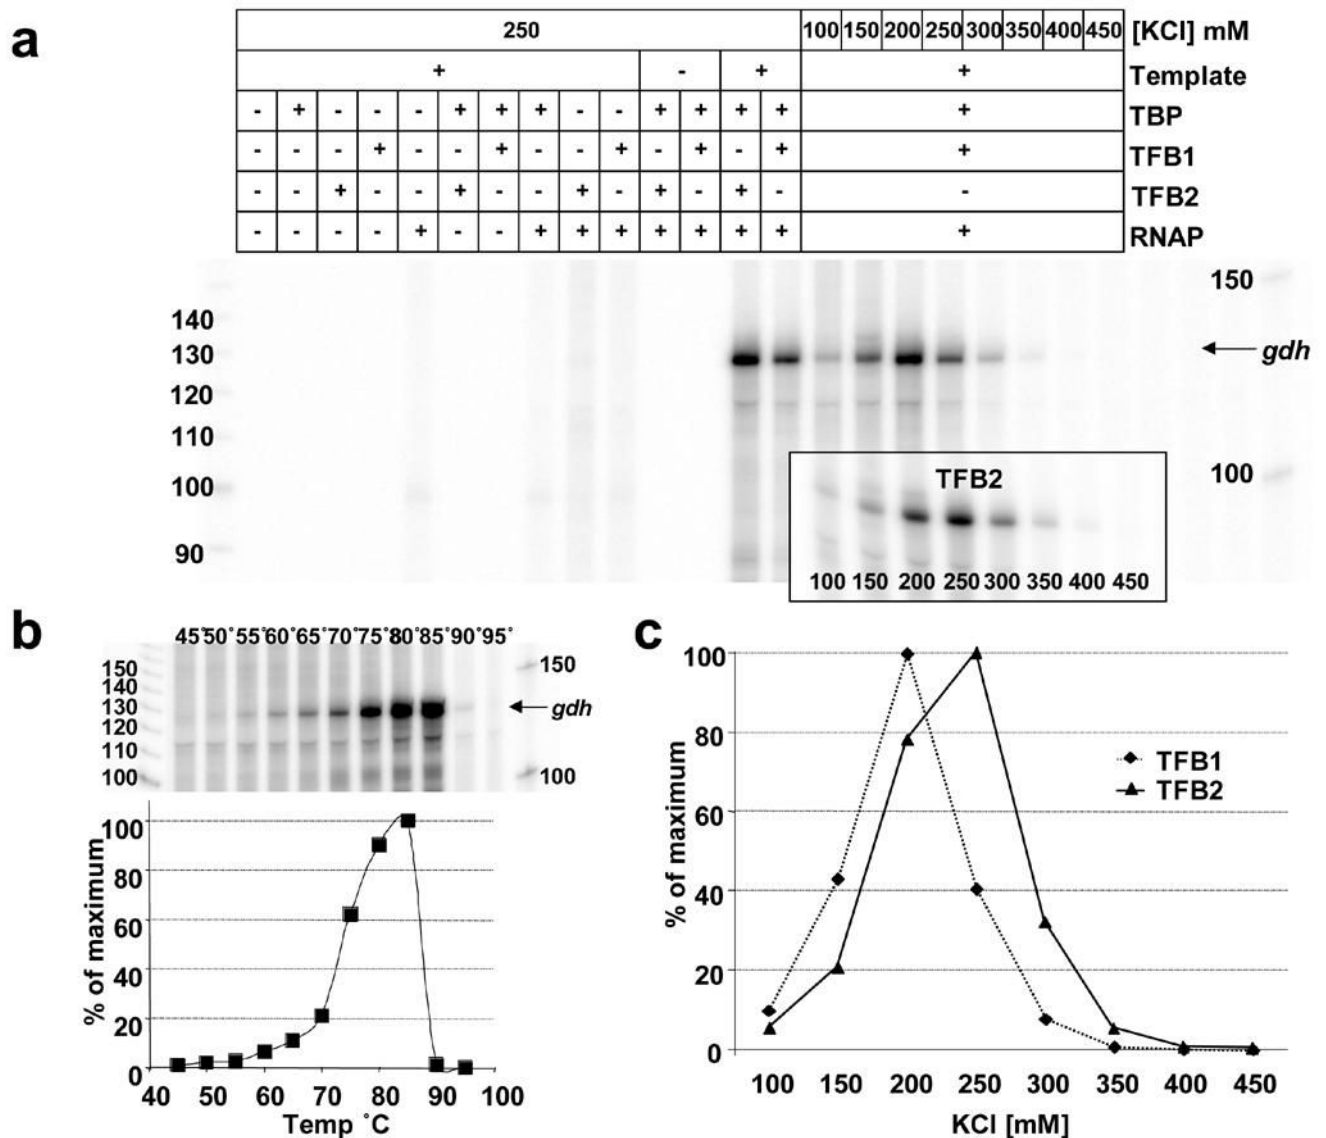 a
250 100 150 200 250 300 350 400 450 [KCl] mM
+ - + + Template
- + - - - + + + - - + + + + + TBP
- - - + - - + - - + - + - + + TFB1
- - + - - + - - + - + - + - - TFB2
- - - - + - - + + + + + + + + RNAP
150
140
130
gdh
120
110
100
100
90
TFB2
100 150 200 250 300 350 400 450
b
45° 50° 55° 60° 65° 70° 75° 80° 85° 90° 95°
150
140
130
120
110
100
150
gdh
100
% of maximum
100
80
60
40
20
0
40 50 60 70 80 90 100
Temp °C
c
% of maximum
100
80
60
40
20
0
TFB1
TFB2
100 150 200 250 300 350 400 450
KCl [mM]